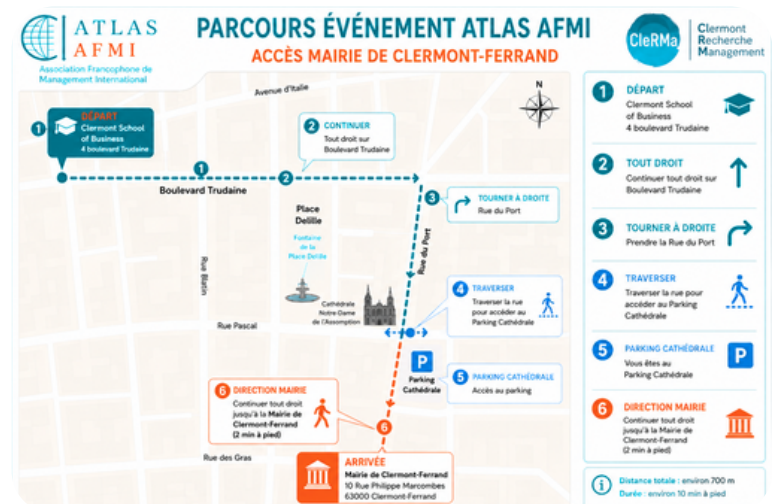 ATLAS
AFMI
Association Francophone de
Management International
PARCOURS ÉVÉNEMENT ATLAS AFMI
ACCÈS MAIRIE DE CLERMONT-FERRAND
CleRMa
Clermont
Recherche
Management
Avenue d'Italie
N
1
DÉPART
Clermont School
of Business
4 boulevard Trudaine
2 CONTINUER
Tout droit sur
Boulevard Trudaine
1
2
Boulevard Trudaine
3
TOURNER À DROITE
Rue du Port
Place
Delille
Fontaine
de la
Place Delille
Rue du Port
Rue Blatin
Cathédrale
Notre-Dame
de l'Assomption
4 TRAVERSER
Traverser la rue
pour accéder au
Parking Cathédrale
Rue Pascal
P
Parking
Cathédrale
5 PARKING CATHÉDRALE
Accès au parking
6 DIRECTION MAIRIE
Continuer tout droit
jusqu'à la Mairie de
Clermont-Ferrand
(2 min à pied)
6
Rue des Gras
ARRIVÉE
Mairie de Clermont-Ferrand
10 Rue Philippe Marcombes
63000 Clermont-Ferrand
1 DÉPART
Clermont School
of Business
4 boulevard Trudaine
2 TOUT DROIT
Continuer tout droit sur
Boulevard Trudaine
3 TOURNER À DROITE
Prendre la Rue du Port
4 TRAVERSER
Traverser la rue pour
accéder au Parking
Cathédrale
5 PARKING CATHÉDRALE
Vous êtes au
Parking Cathédrale
P
6 DIRECTION MAIRIE
Continuer tout droit
jusqu'à la Mairie de
Clermont-Ferrand
(2 min à pied)
i
Distance totale : environ 700 m
Durée : environ 10 min à pied